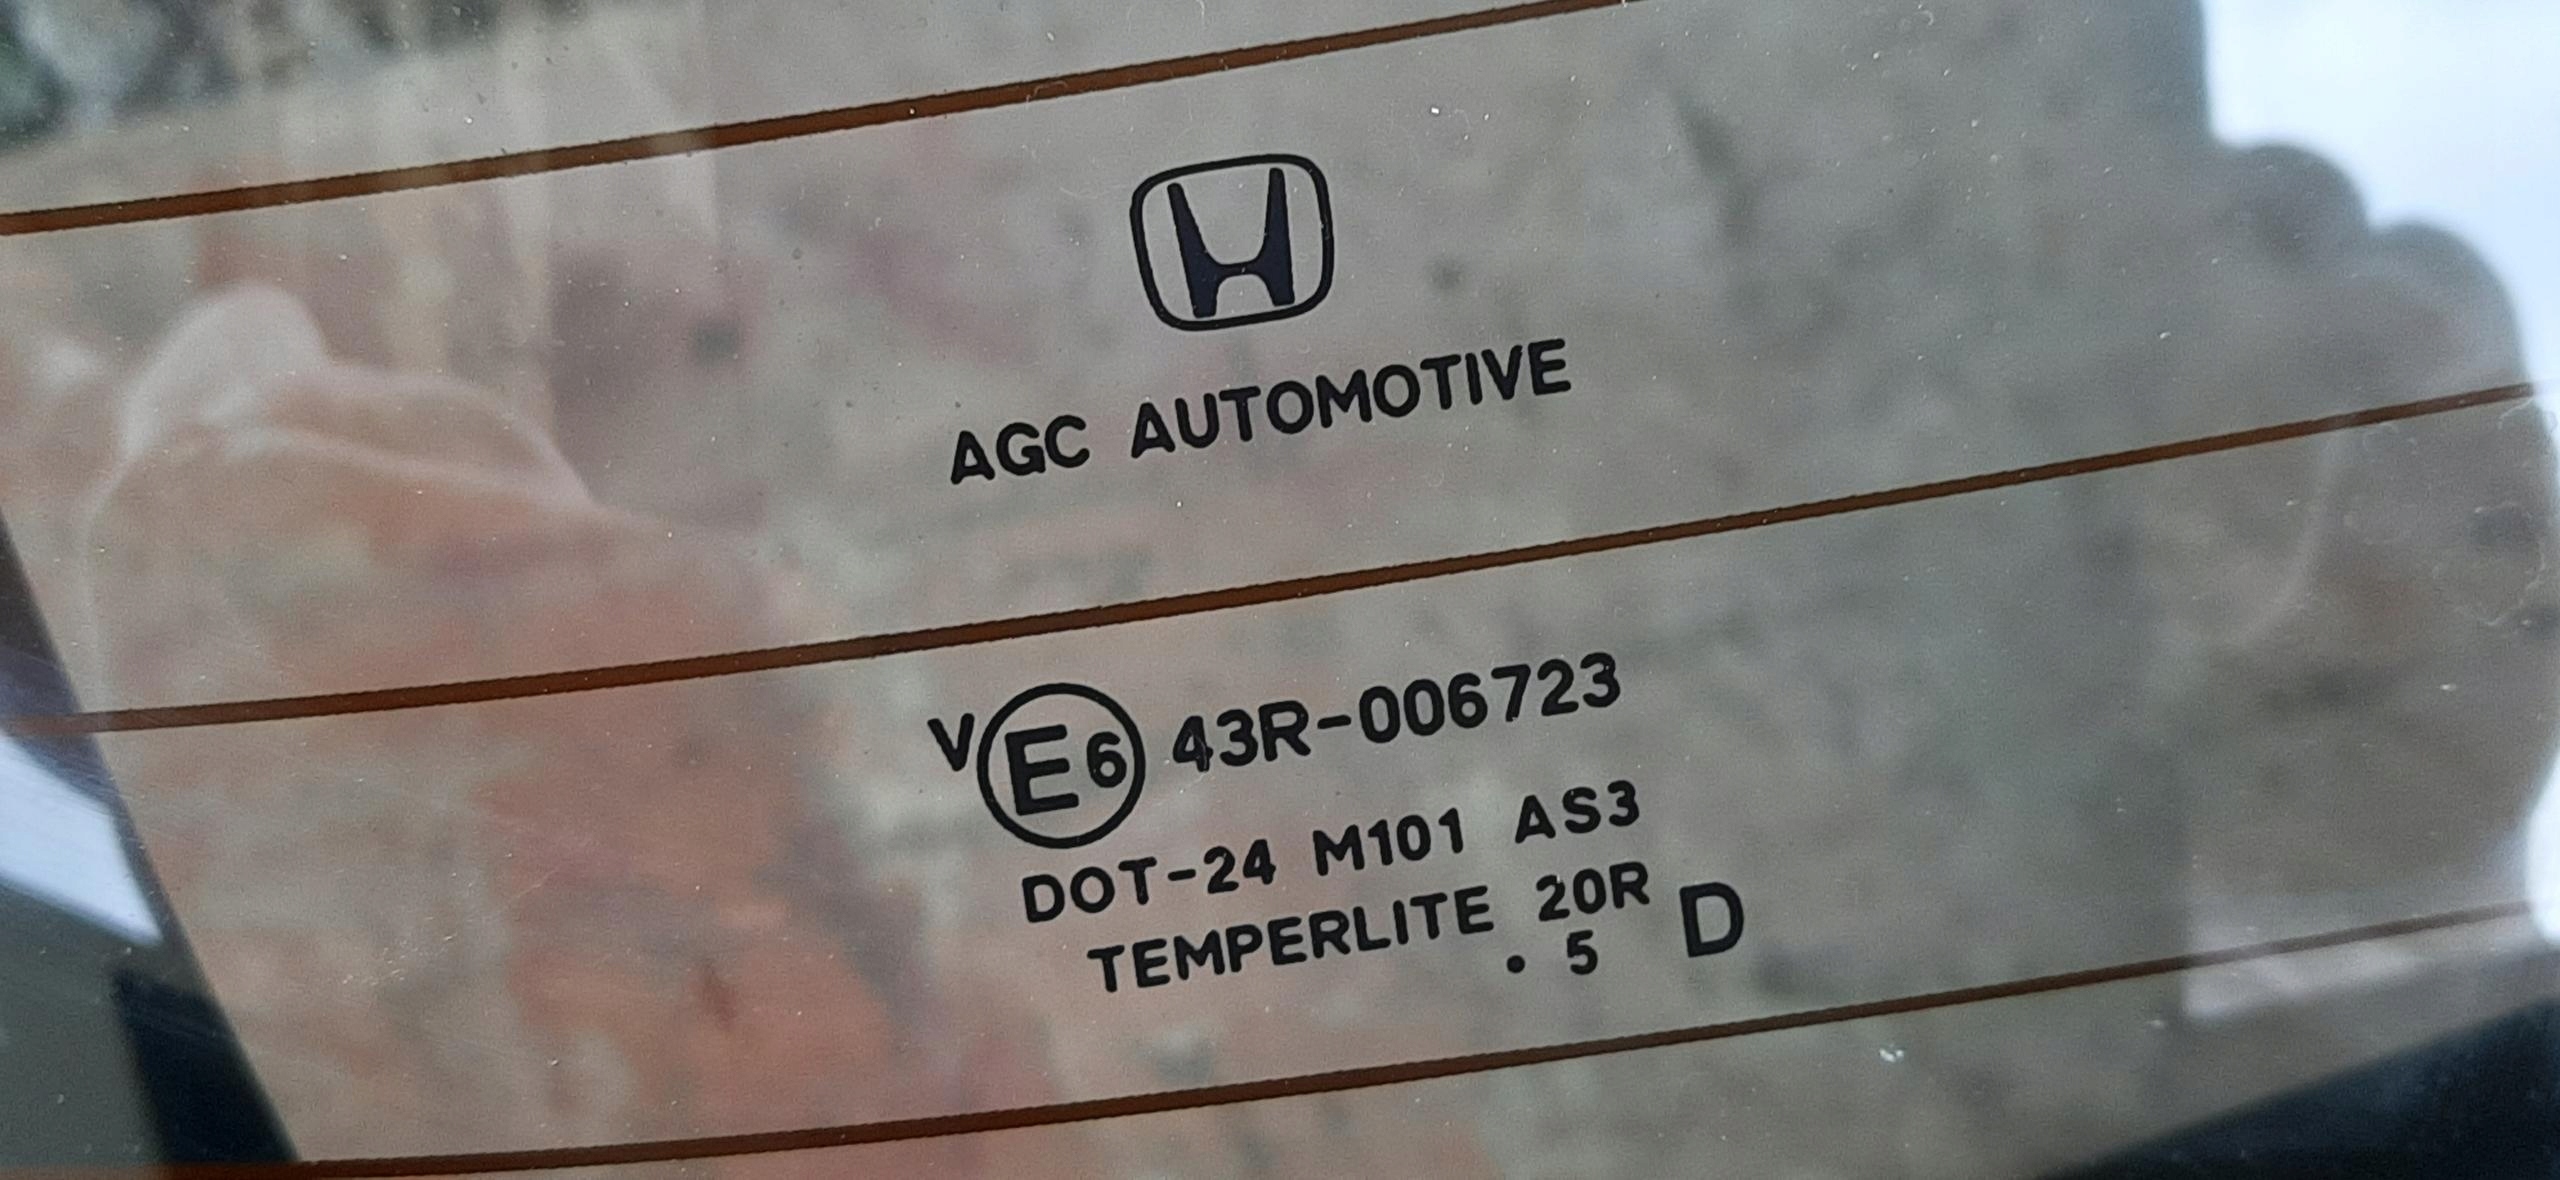 AGC AUTOMOTIVE
V E6 43R-006723
DOT-24 M101 AS3
TEMPERLITE 20R
. 5 D